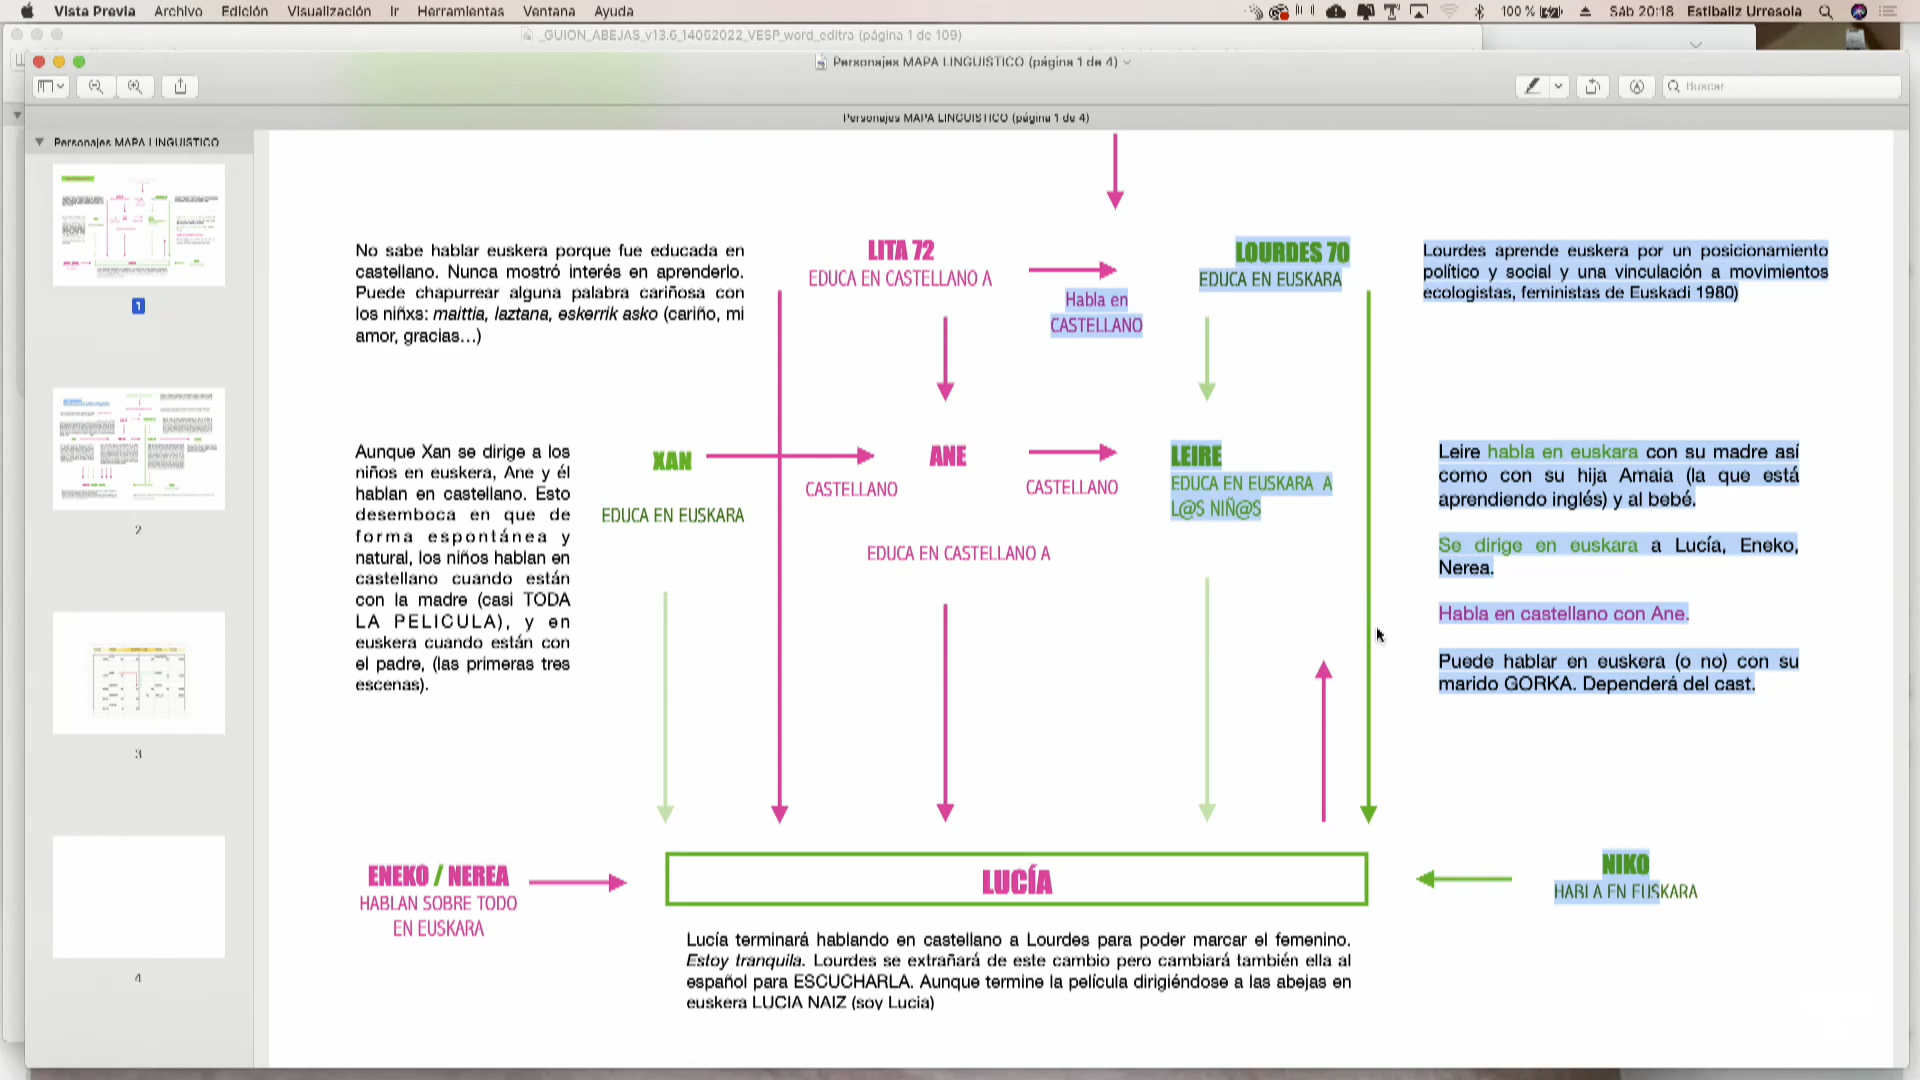 Vista Previa Archivo Edición Visualización Ir Herramientas Ventana Ayuda
100 % Sáb 20:18 Estibaliz Urresola
_GUION_ABEJAS_v13.6_14052022_VESP_word_editra (página 1 de 109)
Personajes MAPA LINGUISTICO (página 1 de 4)
Buscar
Personajes MAPA LINGUISTICO (página 1 de 4)
Personajes MAPA LINGUISTICO
1
2
3
4
No sabe hablar euskera porque fue educada en
castellano. Nunca mostró interés en aprenderlo.
Puede chapurrear alguna palabra cariñosa con
los niñxs: maittia, laztana, eskerrik asko (cariño, mi
amor, gracias...)
LITA 72
EDUCA EN CASTELLANO A
Habla en
CASTELLANO
LOURDES 70
EDUCA EN EUSKARA
Lourdes aprende euskera por un posicionamiento
político y social y una vinculación a movimientos
ecologistas, feministas de Euskadi 1980)
Aunque Xan se dirige a los
niños en euskera, Ane y él
hablan en castellano. Esto
desemboca en que de
forma espontánea y
natural, los niños hablan en
castellano cuando están
con la madre (casi TODA
LA PELICULA), y en
euskera cuando están con
el padre, (las primeras tres
escenas).
XAN
EDUCA EN EUSKARA
CASTELLANO
ANE
EDUCA EN CASTELLANO A
CASTELLANO
LEIRE
EDUCA EN EUSKARA A
L@S NIÑ@S
Leire habla en euskara con su madre así
como con su hija Amaia (la que está
aprendiendo inglés) y al bebé.
Se dirige en euskara a Lucía, Eneko,
Nerea.
Habla en castellano con Ane.
Puede hablar en euskera (o no) con su
marido GORKA. Dependerá del cast.
ENEKO / NEREA
HABLAN SOBRE TODO
EN EUSKARA
LUCÍA
NIKO
HABLA EN EUSKARA
Lucía terminará hablando en castellano a Lourdes para poder marcar el femenino.
Estoy tranquila. Lourdes se extrañará de este cambio pero cambiará también ella al
español para ESCUCHARLA. Aunque termine la película dirigiéndose a las abejas en
euskera LUCIA NAIZ (soy Lucia)